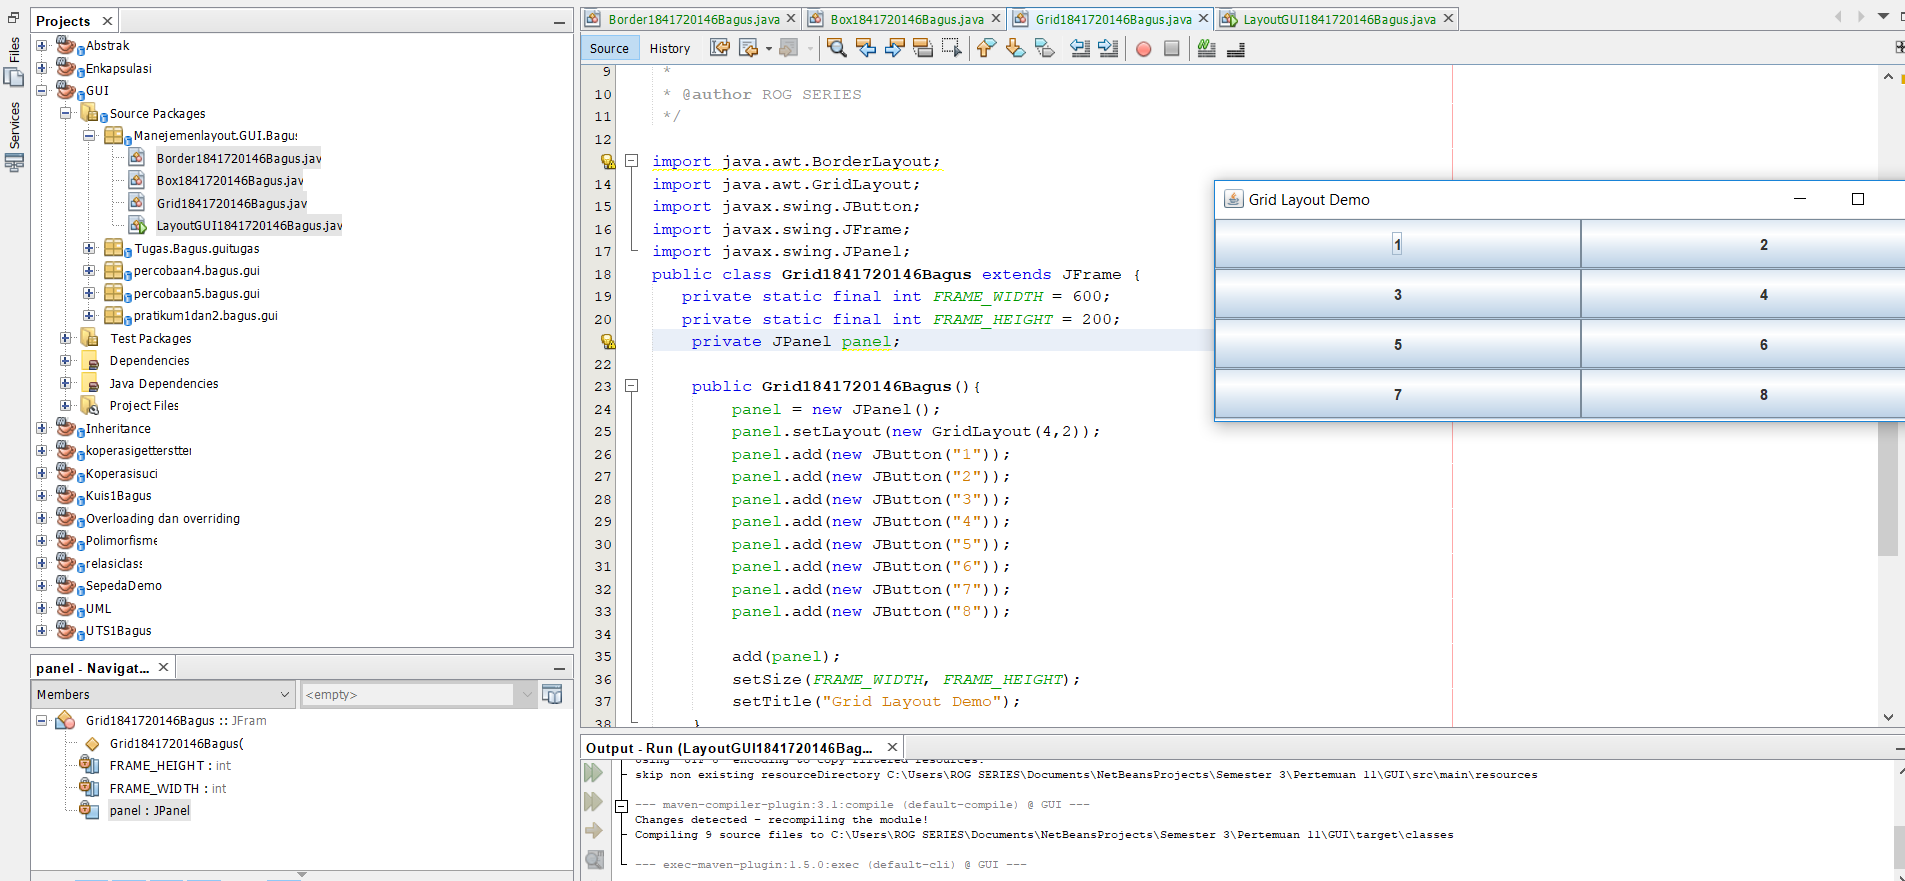 Projects
Files
Services
Abstrak
Enkapsulasi
GUI
Source Packages
Manejemenlayout.GUI.Bagus
Border1841720146Bagus.jav
Box1841720146Bagus.jav
Grid1841720146Bagus.jav
LayoutGUI1841720146Bagus.jav
Tugas.Bagus.guitugas
percobaan4.bagus.gui
percobaan5.bagus.gui
pratikum1dan2.bagus.gui
Test Packages
Dependencies
Java Dependencies
Project Files
Inheritance
koperasigetterstter
Koperasisuci
Kuis1Bagus
Overloading dan overriding
Polimorfisme
relasiclass
SepedaDemo
UML
UTS1Bagus
panel - Navigat...
Members
<empty>
Grid1841720146Bagus :: JFram
Grid1841720146Bagus(
FRAME_HEIGHT : int
FRAME_WIDTH : int
panel : JPanel
Border1841720146Bagus.java
Box1841720146Bagus.java
Grid1841720146Bagus.java
LayoutGUI1841720146Bagus.java
Source
History
9 *
10 * @author ROG SERIES
11 */
12
import java.awt.BorderLayout;
14 import java.awt.GridLayout;
15 import javax.swing.JButton;
16 import javax.swing.JFrame;
17 import javax.swing.JPanel;
18 public class Grid1841720146Bagus extends JFrame {
19 private static final int FRAME_WIDTH = 600;
20 private static final int FRAME_HEIGHT = 200;
private JPanel panel;
22
23 public Grid1841720146Bagus(){
24 panel = new JPanel();
25 panel.setLayout(new GridLayout(4,2));
26 panel.add(new JButton("1"));
27 panel.add(new JButton("2"));
28 panel.add(new JButton("3"));
29 panel.add(new JButton("4"));
30 panel.add(new JButton("5"));
31 panel.add(new JButton("6"));
32 panel.add(new JButton("7"));
33 panel.add(new JButton("8"));
34
35 add(panel);
36 setSize(FRAME_WIDTH, FRAME_HEIGHT);
37 setTitle("Grid Layout Demo");
38 }
Grid Layout Demo
1 2
3 4
5 6
7 8
Output - Run (LayoutGUI1841720146Bag...
Using 'UTF-8' encoding to copy filtered resources.
skip non existing resourceDirectory C:\Users\ROG SERIES\Documents\NetBeansProjects\Semester 3\Pertemuan 11\GUI\src\main\resources
--- maven-compiler-plugin:3.1:compile (default-compile) @ GUI ---
Changes detected - recompiling the module!
Compiling 9 source files to C:\Users\ROG SERIES\Documents\NetBeansProjects\Semester 3\Pertemuan 11\GUI\target\classes
--- exec-maven-plugin:1.5.0:exec (default-cli) @ GUI ---